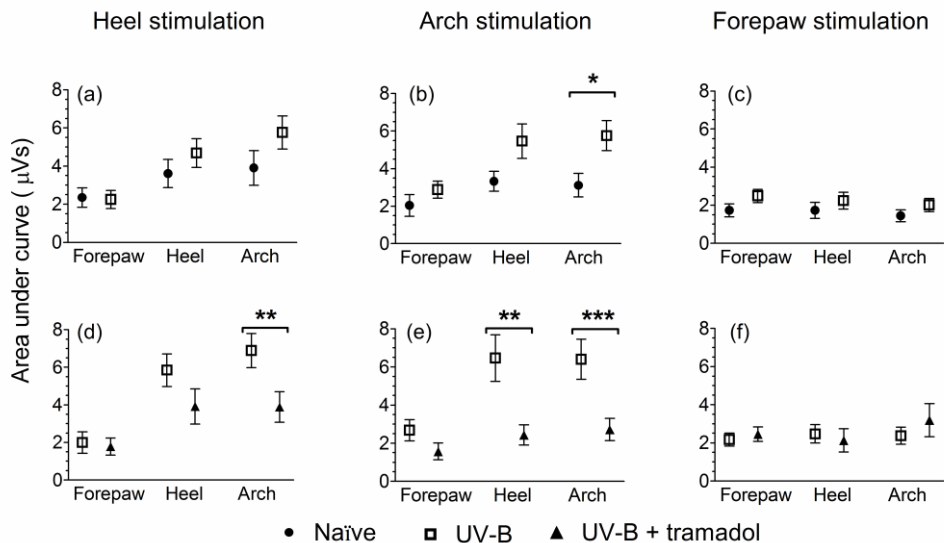 Heel stimulation Arch stimulation Forepaw stimulation
Area under curve ( μVs)
(a) (b) (c)
*
8 8 8
6 6 6
4 4 4
2 2 2
0 0 0
Forepaw Heel Arch Forepaw Heel Arch Forepaw Heel Arch
(d) (e) (f)
** ** ***
8 8 8
6 6 6
4 4 4
2 2 2
0 0 0
Forepaw Heel Arch Forepaw Heel Arch Forepaw Heel Arch
Naïve UV-B UV-B + tramadol